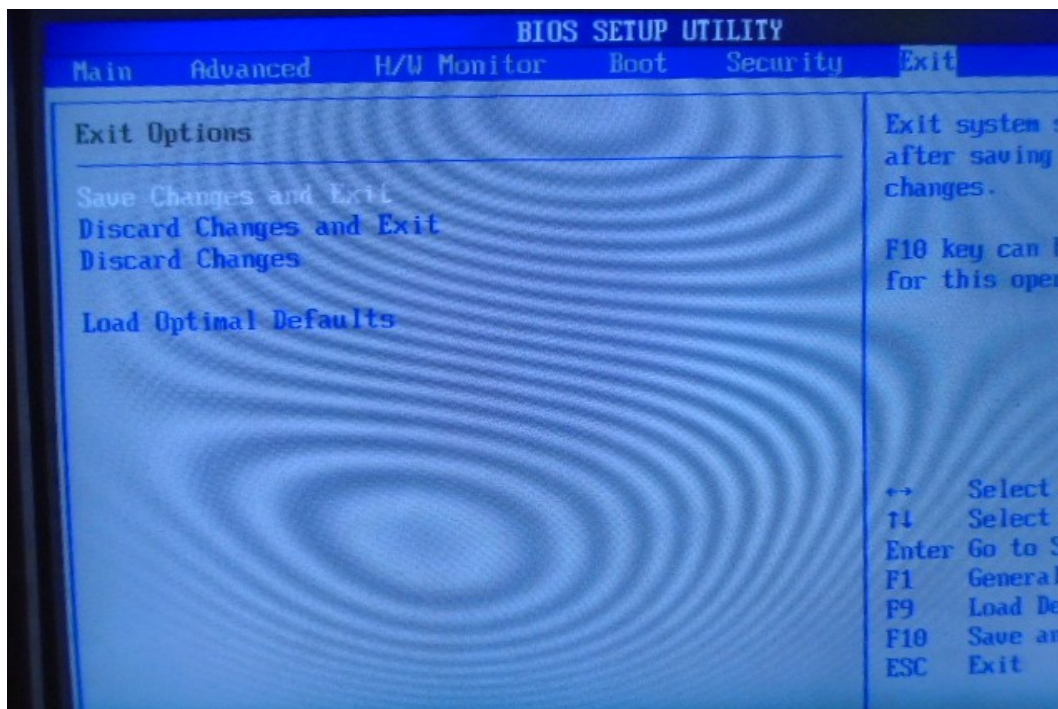 BIOS SETUP UTILITY
Main Advanced H/W Monitor Boot Security Exit
Exit Options
Save Changes and Exit
Discard Changes and Exit
Discard Changes
Load Optimal Defaults
Exit system
after saving
changes.
F10 key can
for this
↔ Select
↑↓ Select
Enter Go to
F1 General
F9 Load
F10 Save
ESC Exit